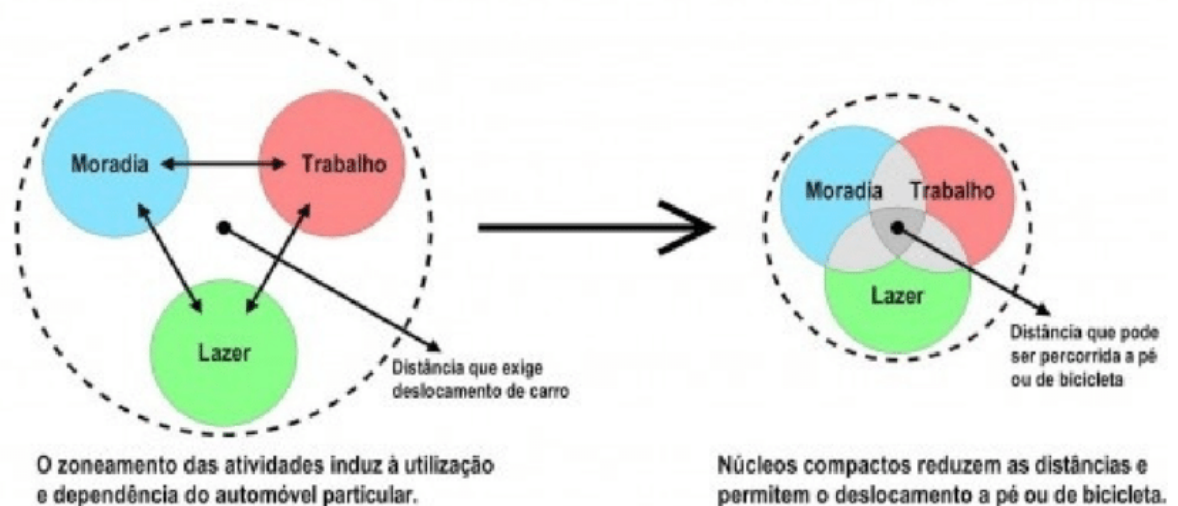 Moradia
Trabalho
Lazer
Distância que exige
deslocamento de carro
O zoneamento das atividades induz à utilização
e dependência do automóvel particular.
Moradia
Trabalho
Lazer
Distância que pode
ser percorrida a pé
ou de bicicleta
Núcleos compactos reduzem as distâncias e
permitem o deslocamento a pé ou de bicicleta.